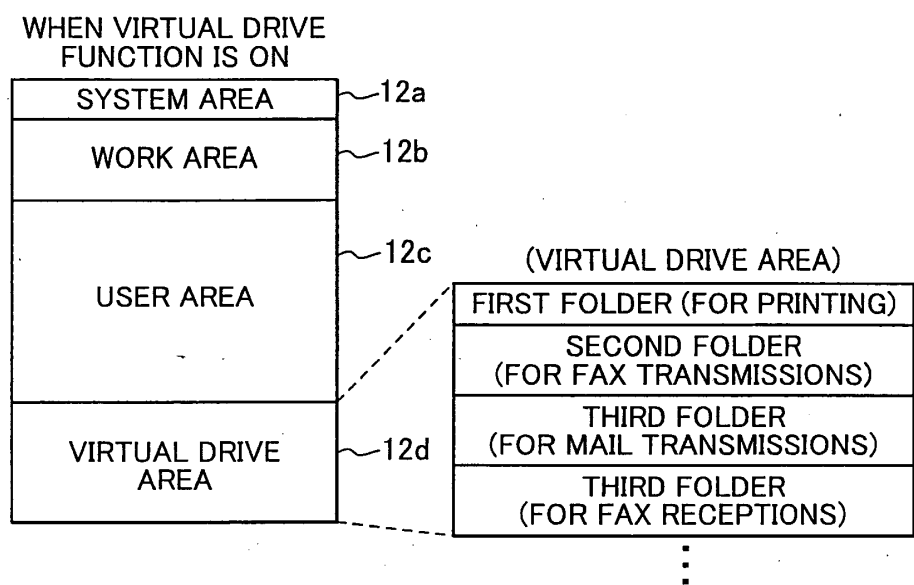 WHEN VIRTUAL DRIVE
FUNCTION IS ON
SYSTEM AREA
12a
WORK AREA
12b
USER AREA
12c
VIRTUAL DRIVE
AREA
12d
(VIRTUAL DRIVE AREA)
FIRST FOLDER (FOR PRINTING)
SECOND FOLDER
(FOR FAX TRANSMISSIONS)
THIRD FOLDER
(FOR MAIL TRANSMISSIONS)
THIRD FOLDER
(FOR FAX RECEPTIONS)